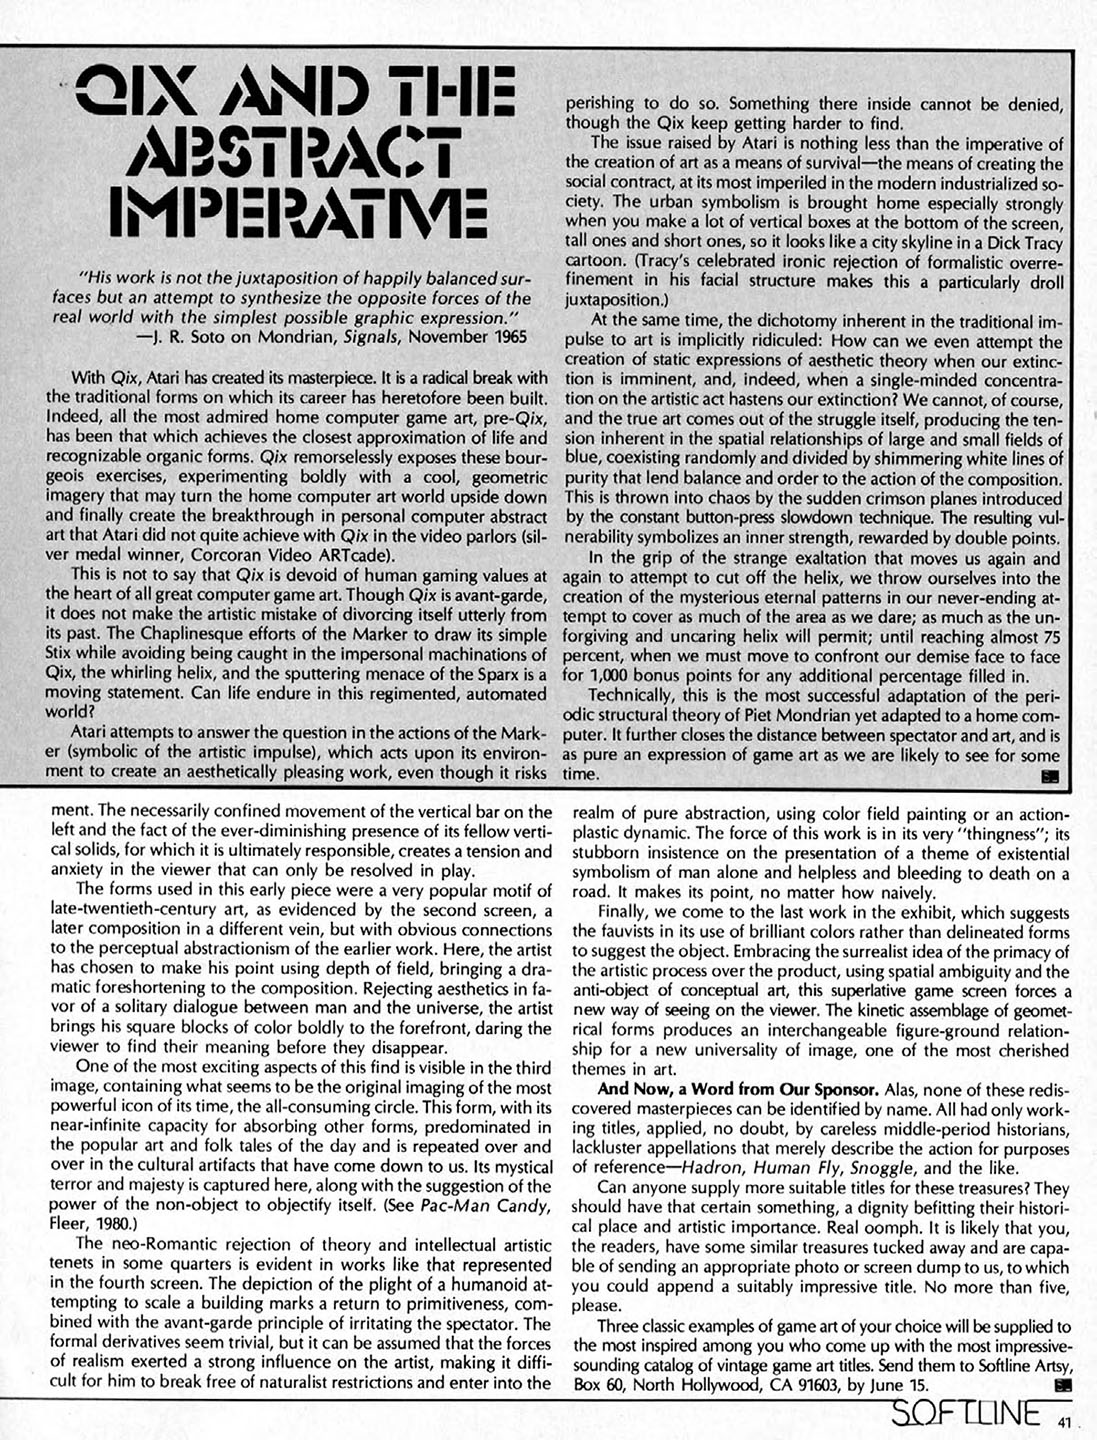 QIX AND THE
ABSTRACT
IMPERATIVE
"His work is not the juxtaposition of happily balanced sur-
faces but an attempt to synthesize the opposite forces of the
real world with the simplest possible graphic expression."
—J. R. Soto on Mondrian, Signals, November 1965
With Qix, Atari has created its masterpiece. It is a radical break with
the traditional forms on which its career has heretofore been built.
Indeed, all the most admired home computer game art, pre-Qix,
has been that which achieves the closest approximation of life and
recognizable organic forms. Qix remorselessly exposes these bour-
geois exercises, experimenting boldly with a cool, geometric
imagery that may turn the home computer art world upside down
and finally create the breakthrough in personal computer abstract
art that Atari did not quite achieve with Qix in the video parlors (sil-
ver medal winner, Corcoran Video ARTcade).
This is not to say that Qix is devoid of human gaming values at
the heart of all great computer game art. Though Qix is avant-garde,
it does not make the artistic mistake of divorcing itself utterly from
its past. The Chaplinesque efforts of the Marker to draw its simple
Stix while avoiding being caught in the impersonal machinations of
Qix, the whirling helix, and the sputtering menace of the Sparx is a
moving statement. Can life endure in this regimented, automated
world?
Atari attempts to answer the question in the actions of the Mark-
er (symbolic of the artistic impulse), which acts upon its environ-
ment to create an aesthetically pleasing work, even though it risks
perishing to do so. Something there inside cannot be denied,
though the Qix keep getting harder to find.
The issue raised by Atari is nothing less than the imperative of
the creation of art as a means of survival—the means of creating the
social contract, at its most imperiled in the modern industrialized so-
ciety. The urban symbolism is brought home especially strongly
when you make a lot of vertical boxes at the bottom of the screen,
tall ones and short ones, so it looks like a city skyline in a Dick Tracy
cartoon. (Tracy's celebrated ironic rejection of formalistic overre-
finement in his facial structure makes this a particularly droll
juxtaposition.)
At the same time, the dichotomy inherent in the traditional im-
pulse to art is implicitly ridiculed: How can we even attempt the
creation of static expressions of aesthetic theory when our extinc-
tion is imminent, and, indeed, when a single-minded concentra-
tion on the artistic act hastens our extinction? We cannot, of course,
and the true art comes out of the struggle itself, producing the ten-
sion inherent in the spatial relationships of large and small fields of
blue, coexisting randomly and divided by shimmering white lines of
purity that lend balance and order to the action of the composition.
This is thrown into chaos by the sudden crimson planes introduced
by the constant button-press slowdown technique. The resulting vul-
nerability symbolizes an inner strength, rewarded by double points.
In the grip of the strange exaltation that moves us again and
again to attempt to cut off the helix, we throw ourselves into the
creation of the mysterious eternal patterns in our never-ending at-
tempt to cover as much of the area as we dare; as much as the un-
forgiving and uncaring helix will permit; until reaching almost 75
percent, when we must move to confront our demise face to face
for 1,000 bonus points for any additional percentage filled in.
Technically, this is the most successful adaptation of the peri-
odic structural theory of Piet Mondrian yet adapted to a home com-
puter. It further closes the distance between spectator and art, and is
as pure an expression of game art as we are likely to see for some
time.
ment. The necessarily confined movement of the vertical bar on the
left and the fact of the ever-diminishing presence of its fellow verti-
cal solids, for which it is ultimately responsible, creates a tension and
anxiety in the viewer that can only be resolved in play.
The forms used in this early piece were a very popular motif of
late-twentieth-century art, as evidenced by the second screen, a
later composition in a different vein, but with obvious connections
to the perceptual abstractionism of the earlier work. Here, the artist
has chosen to make his point using depth of field, bringing a dra-
matic foreshortening to the composition. Rejecting aesthetics in fa-
vor of a solitary dialogue between man and the universe, the artist
brings his square blocks of color boldly to the forefront, daring the
viewer to find their meaning before they disappear.
One of the most exciting aspects of this find is visible in the third
image, containing what seems to be the original imaging of the most
powerful icon of its time, the all-consuming circle. This form, with its
near-infinite capacity for absorbing other forms, predominated in
the popular art and folk tales of the day and is repeated over and
over in the cultural artifacts that have come down to us. Its mystical
terror and majesty is captured here, along with the suggestion of the
power of the non-object to objectify itself. (See Pac-Man Candy,
Fleer, 1980.)
The neo-Romantic rejection of theory and intellectual artistic
tenets in some quarters is evident in works like that represented
in the fourth screen. The depiction of the plight of a humanoid at-
tempting to scale a building marks a return to primitiveness, com-
bined with the avant-garde principle of irritating the spectator. The
formal derivatives seem trivial, but it can be assumed that the forces
of realism exerted a strong influence on the artist, making it diffi-
cult for him to break free of naturalist restrictions and enter into the
realm of pure abstraction, using color field painting or an action-
plastic dynamic. The force of this work is in its very "thingness"; its
stubborn insistence on the presentation of a theme of existential
symbolism of man alone and helpless and bleeding to death on a
road. It makes its point, no matter how naively.
Finally, we come to the last work in the exhibit, which suggests
the fauvists in its use of brilliant colors rather than delineated forms
to suggest the object. Embracing the surrealist idea of the primacy of
the artistic process over the product, using spatial ambiguity and the
anti-object of conceptual art, this superlative game screen forces a
new way of seeing on the viewer. The kinetic assemblage of geomet-
rical forms produces an interchangeable figure-ground relation-
ship for a new universality of image, one of the most cherished
themes in art.
And Now, a Word from Our Sponsor. Alas, none of these redis-
covered masterpieces can be identified by name. All had only work-
ing titles, applied, no doubt, by careless middle-period historians,
lackluster appellations that merely describe the action for purposes
of reference—Hadron, Human Fly, Snoggle, and the like.
Can anyone supply more suitable titles for these treasures? They
should have that certain something, a dignity befitting their histori-
cal place and artistic importance. Real oomph. It is likely that you,
the readers, have some similar treasures tucked away and are capa-
ble of sending an appropriate photo or screen dump to us, to which
you could append a suitably impressive title. No more than five,
please.
Three classic examples of game art of your choice will be supplied to
the most inspired among you who come up with the most impressive-
sounding catalog of vintage game art titles. Send them to Softline Artsy,
Box 60, North Hollywood, CA 91603, by June 15.
SOFTLINE 41